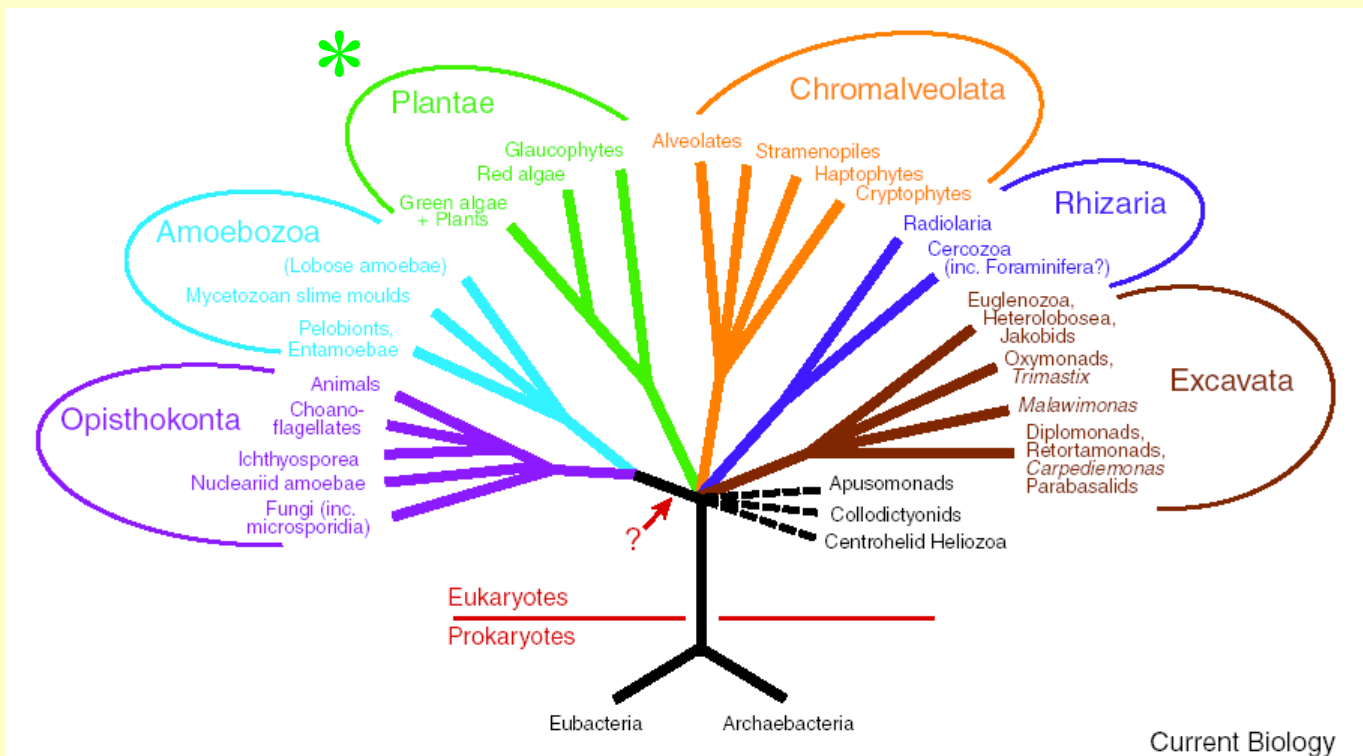 *
Plantae
Glaucophytes
Red algae
Green algae
+ Plants
Chromalveolata
Alveolates
Stramenopiles
Haptophytes
Cryptophytes
Amoebozoa
(Lobose amoebae)
Mycetozoan slime moulds
Pelobionts,
Entamoebae
Rhizaria
Radiolaria
Cercozoa
(inc. Foraminifera?)
Opisthokonta
Animals
Choano-
flagellates
Ichthyosporea
Nucleariid amoebae
Fungi (inc.
microsporidia)
Excavata
Euglenozoa,
Heterolobosea,
Jakobids
Oxymonads,
Trimastix
Malawimonas
Diplomonads,
Retortamonads,
Carpediemonas
Parabasalids
?
Apusomonads
Collodictyonids
Centrohelid Heliozoa
Eukaryotes
Prokaryotes
Eubacteria
Archaebacteria
Current Biology